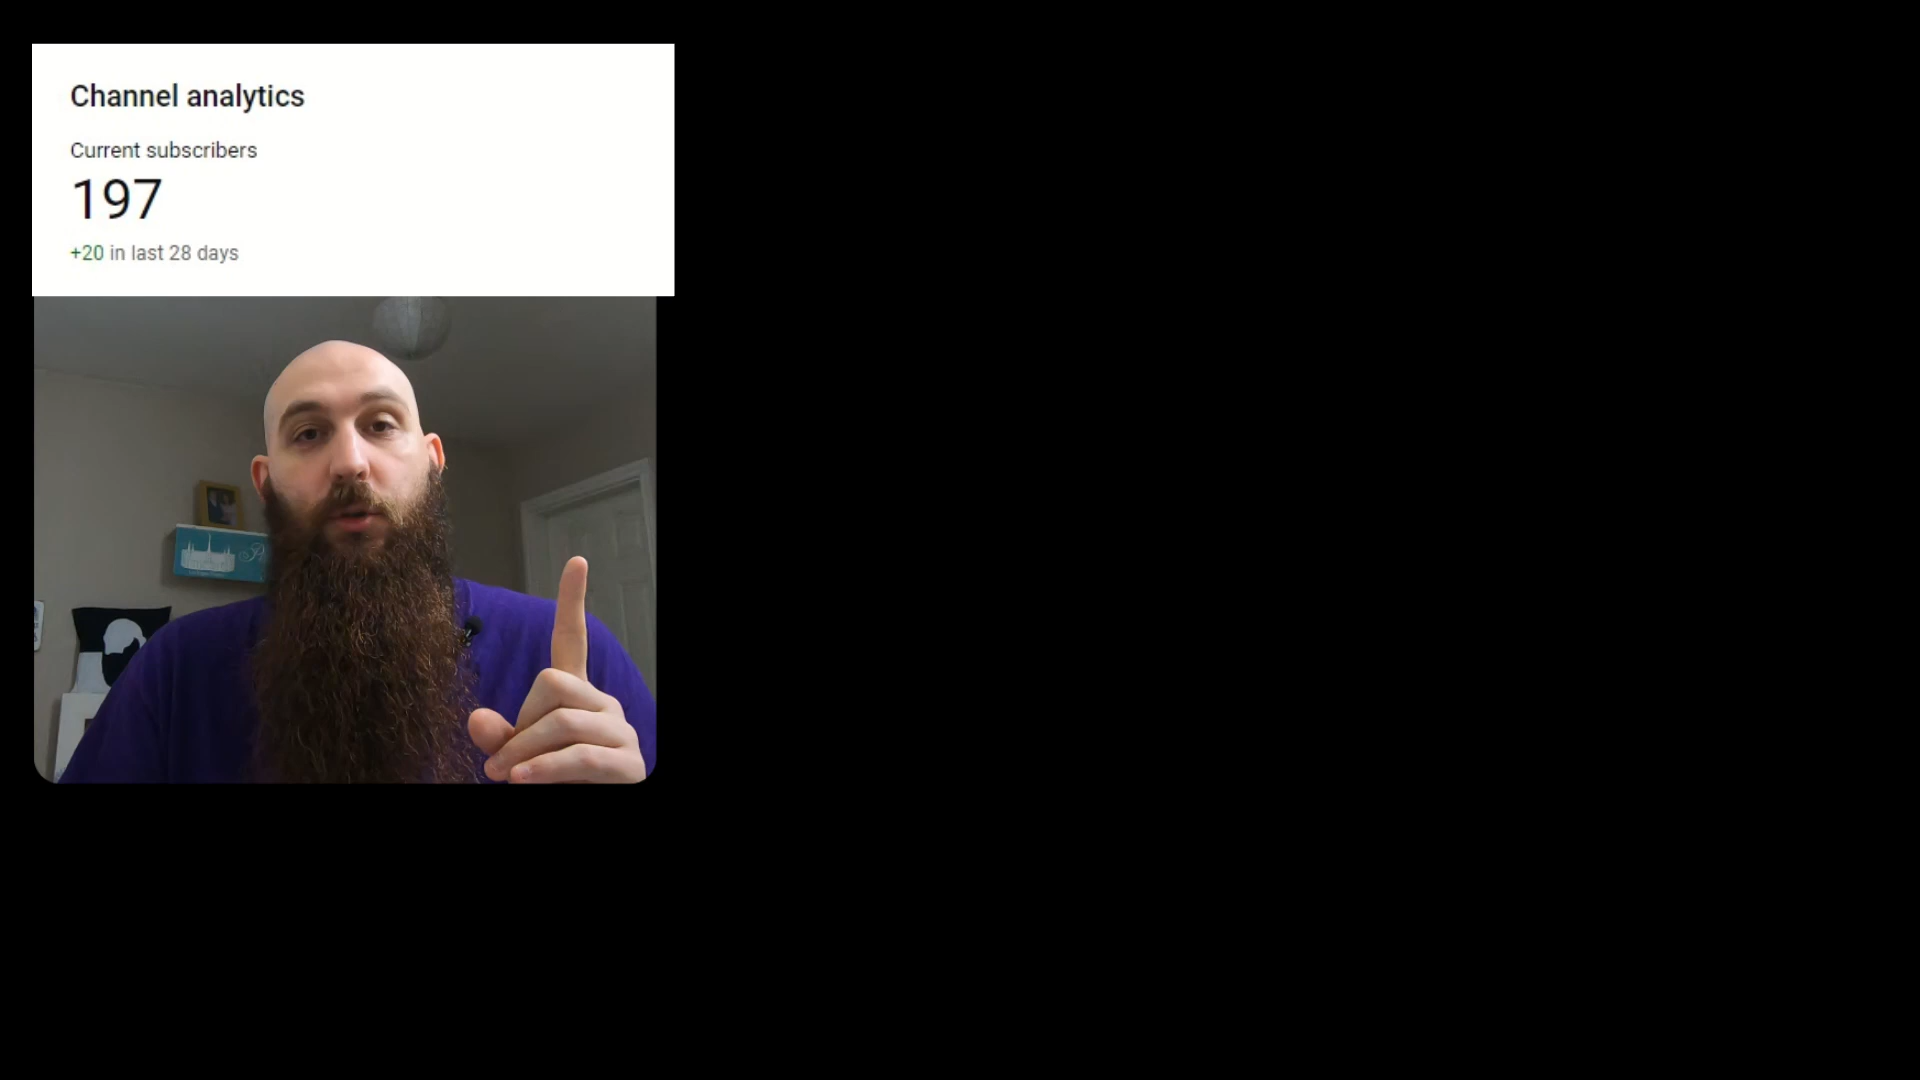 Channel analytics
Current subscribers
197
+20 in last 28 days